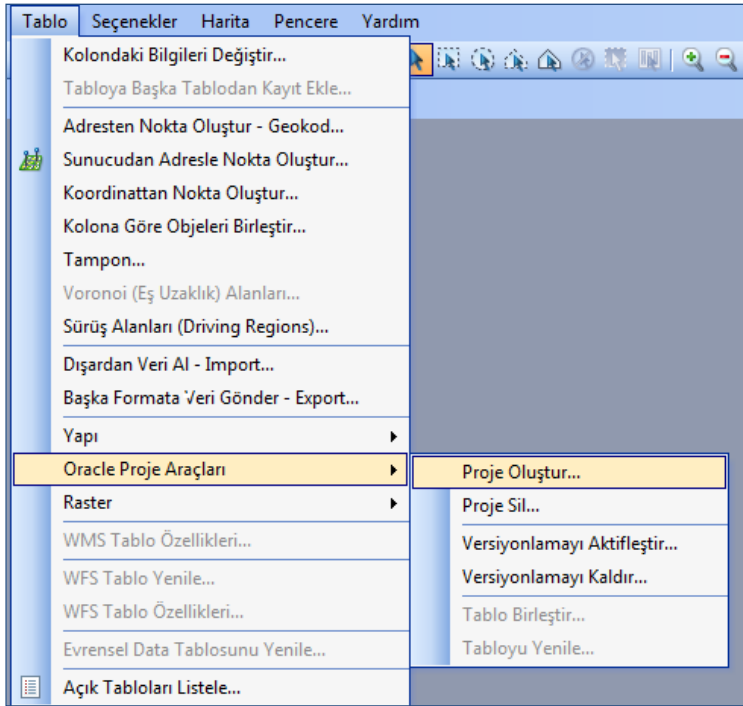 Tablo Seçenekler Harita Pencere Yardım
Kolondaki Bilgileri Değiştir...
Tabloya Başka Tablodan Kayıt Ekle...
Adresten Nokta Oluştur - Geokod...
Sunucudan Adresle Nokta Oluştur...
Koordinattan Nokta Oluştur...
Kolona Göre Objeleri Birleştir...
Tampon...
Voronoi (Eş Uzaklık) Alanları...
Sürüş Alanları (Driving Regions)...
Dışardan Veri Al - Import...
Başka Formata Veri Gönder - Export...
Yapı
Oracle Proje Araçları
Raster
WMS Tablo Özellikleri...
WFS Tablo Yenile...
WFS Tablo Özellikleri...
Evrensel Data Tablosunu Yenile...
Açık Tabloları Listele...
Proje Oluştur...
Proje Sil...
Versiyonlamayı Aktifleştir...
Versiyonlamayı Kaldır...
Tablo Birleştir...
Tabloyu Yenile...